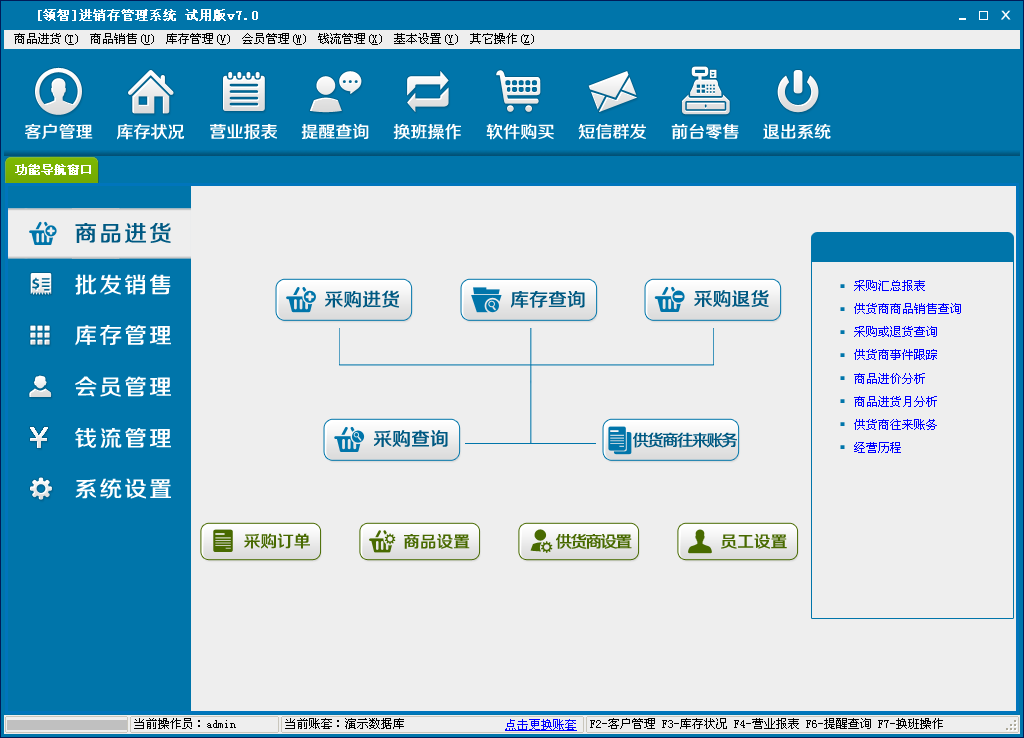 [领智]进销存管理系统 试用版v7.0
商品进货(T) 商品销售(U) 库存管理(V) 会员管理(W) 钱流管理(X) 基本设置(Y) 其它操作(Z)
客户管理 库存状况 营业报表 提醒查询 换班操作 软件购买 短信群发 前台零售 退出系统
功能导航窗口
商品进货
批发销售
库存管理
会员管理
钱流管理
系统设置
采购进货 库存查询 采购退货
采购查询 供货商往来账务
采购订单 商品设置 供货商设置 员工设置
采购汇总报表
供货商商品销售查询
采购或退货查询
供货商事件跟踪
商品进价分析
商品进货月分析
供货商往来账务
经营历程
当前操作员：admin 当前账套：演示数据库 点击更换账套 F2-客户管理 F3-库存状况 F4-营业报表 F6-提醒查询 F7-换班操作